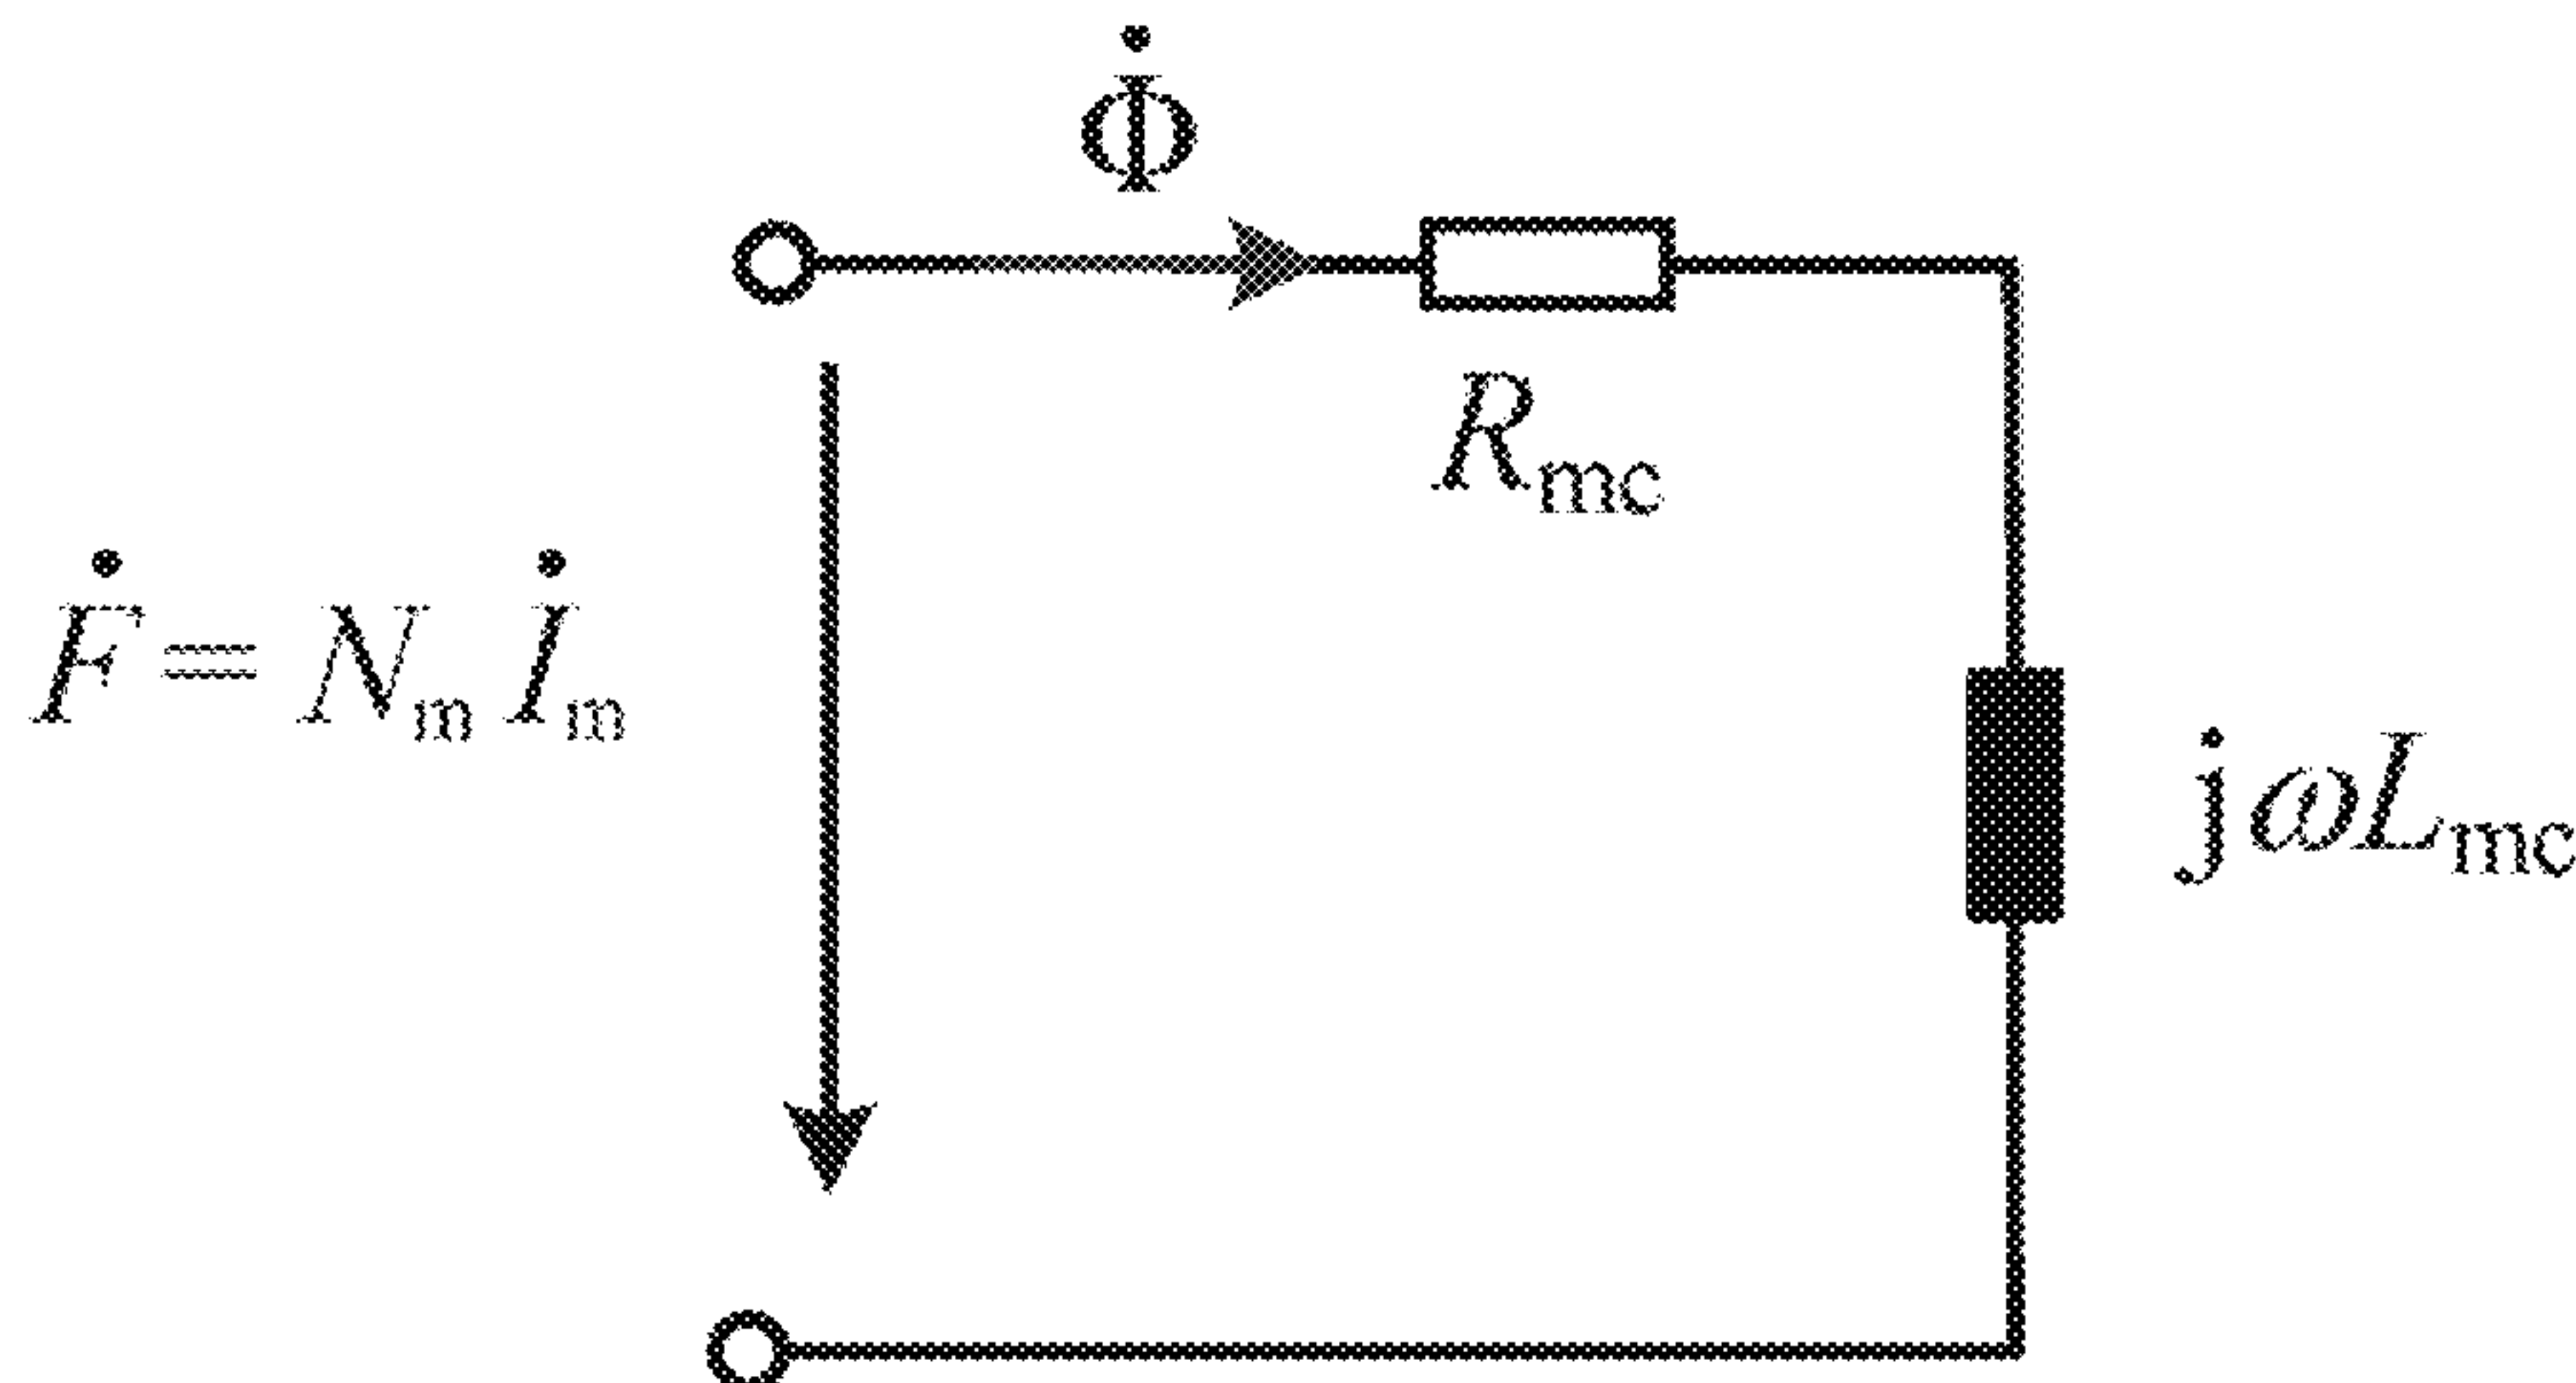 Φ̇
R_mc
Ḟ = N_m İ_m
jωL_mc